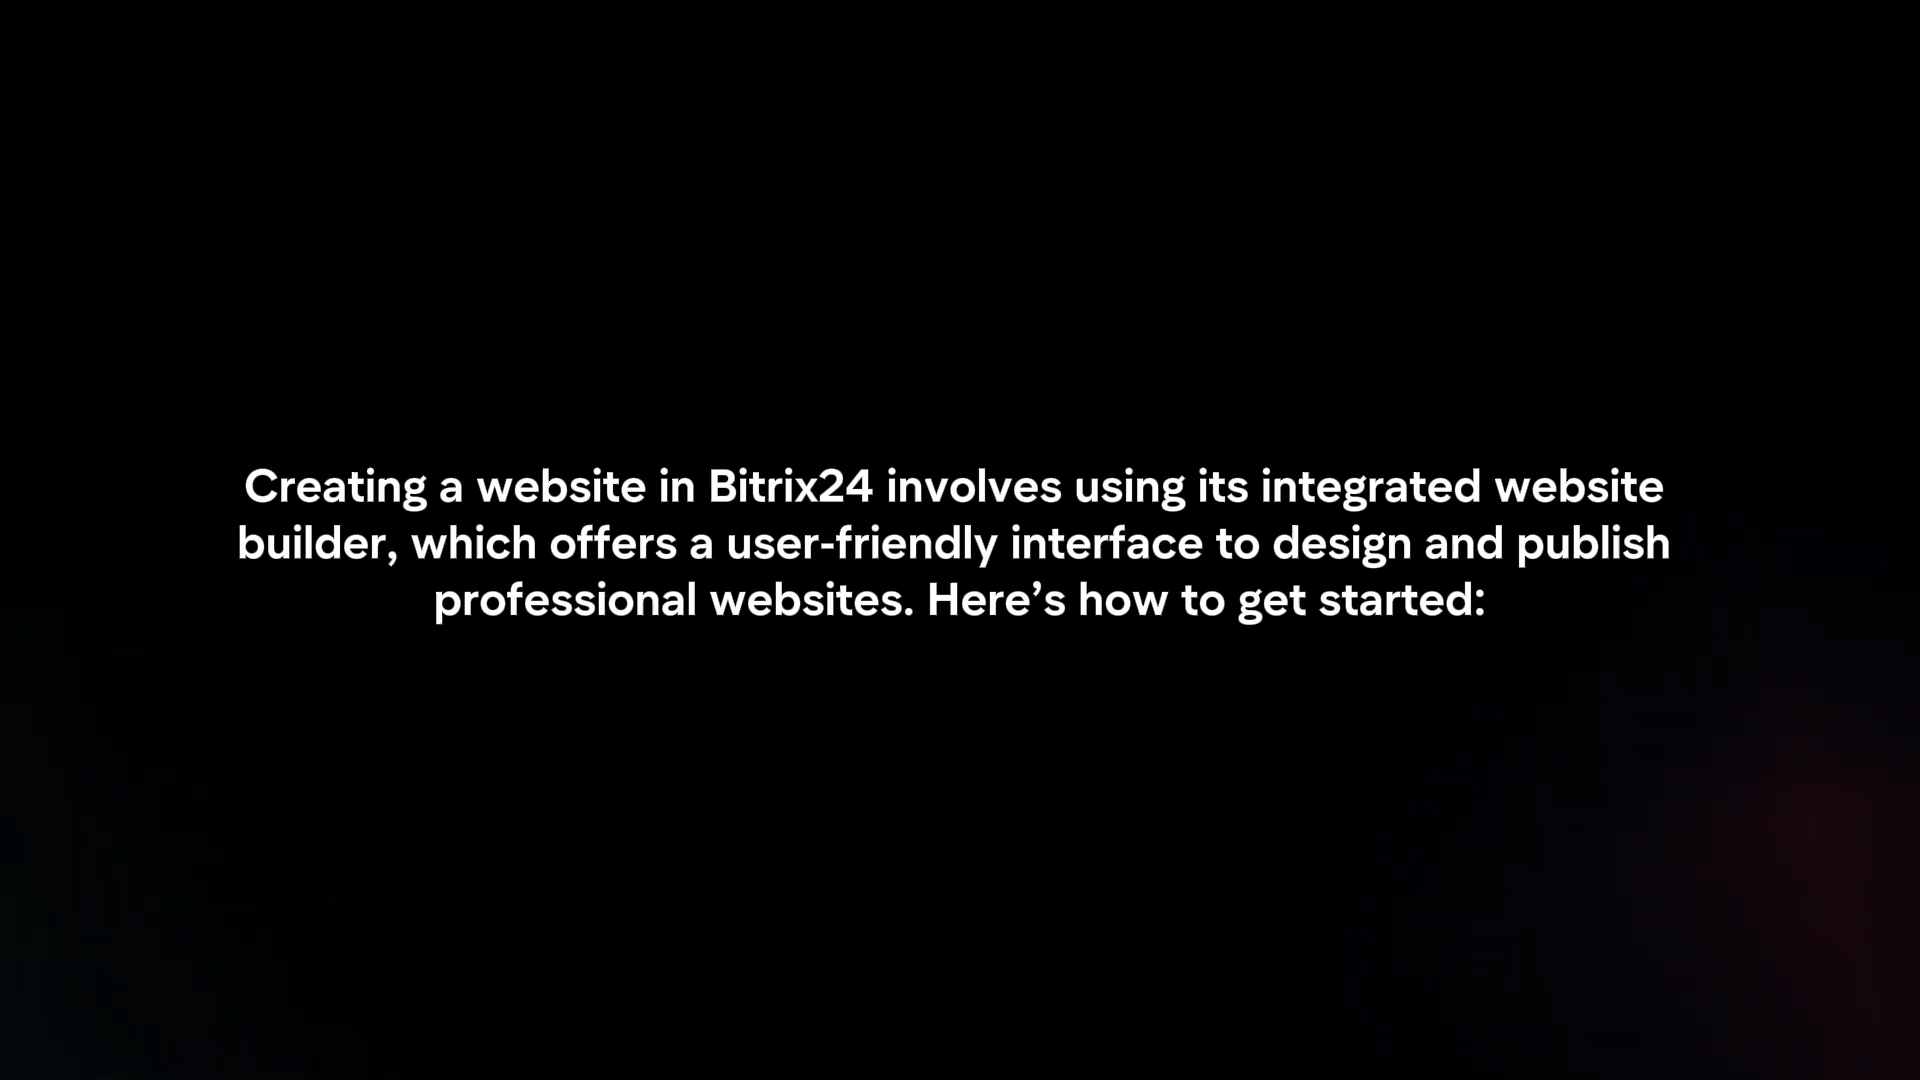 Creating a website in Bitrix24 involves using its integrated website
builder, which offers a user-friendly interface to design and publish
professional websites. Here’s how to get started: